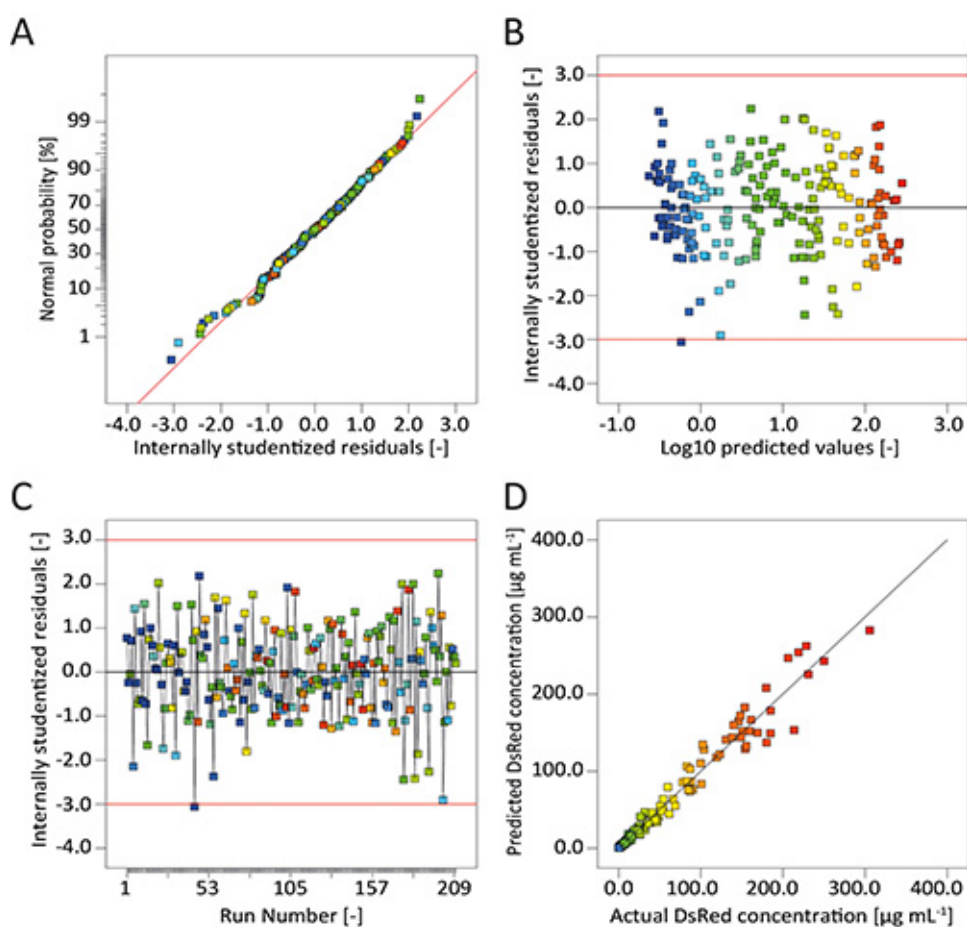 A
99
90
70
50
30
10
1
Normal probability [%]
-4.0 -3.0 -2.0 -1.0 0.0 1.0 2.0 3.0
Internally studentized residuals [-]
B
3.0
2.0
1.0
0.0
-1.0
-2.0
-3.0
-4.0
Internally studentized residuals [-]
-1.0 0.0 1.0 2.0 3.0
Log10 predicted values [-]
C
3.0
2.0
1.0
0.0
-1.0
-2.0
-3.0
-4.0
Internally studentized residuals [-]
1 53 105 157 209
Run Number [-]
D
400.0
300.0
200.0
100.0
0.0
Predicted DsRed concentration [µg mL⁻¹]
0.0 100.0 200.0 300.0 400.0
Actual DsRed concentration [µg mL⁻¹]